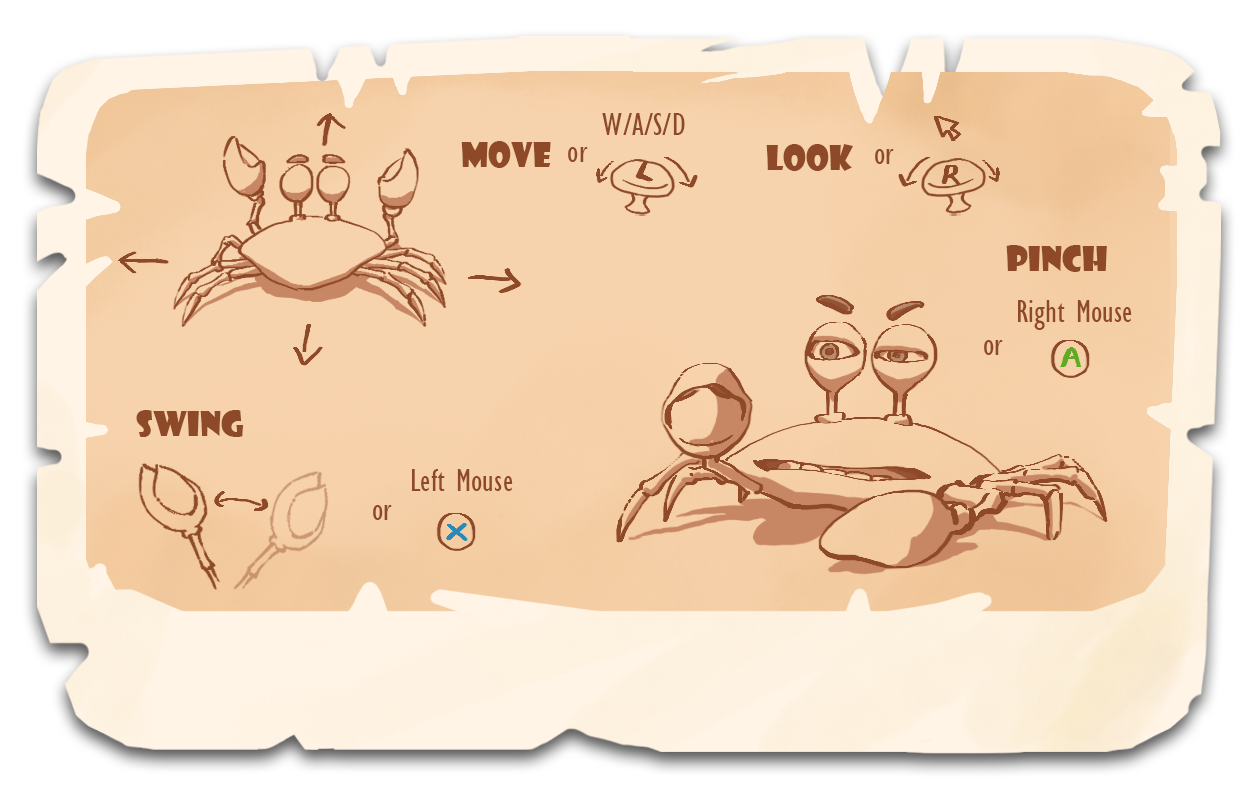 W/A/S/D
MOVE or L
LOOK or R
PINCH
Right Mouse
or A
SWING
Left Mouse
or X